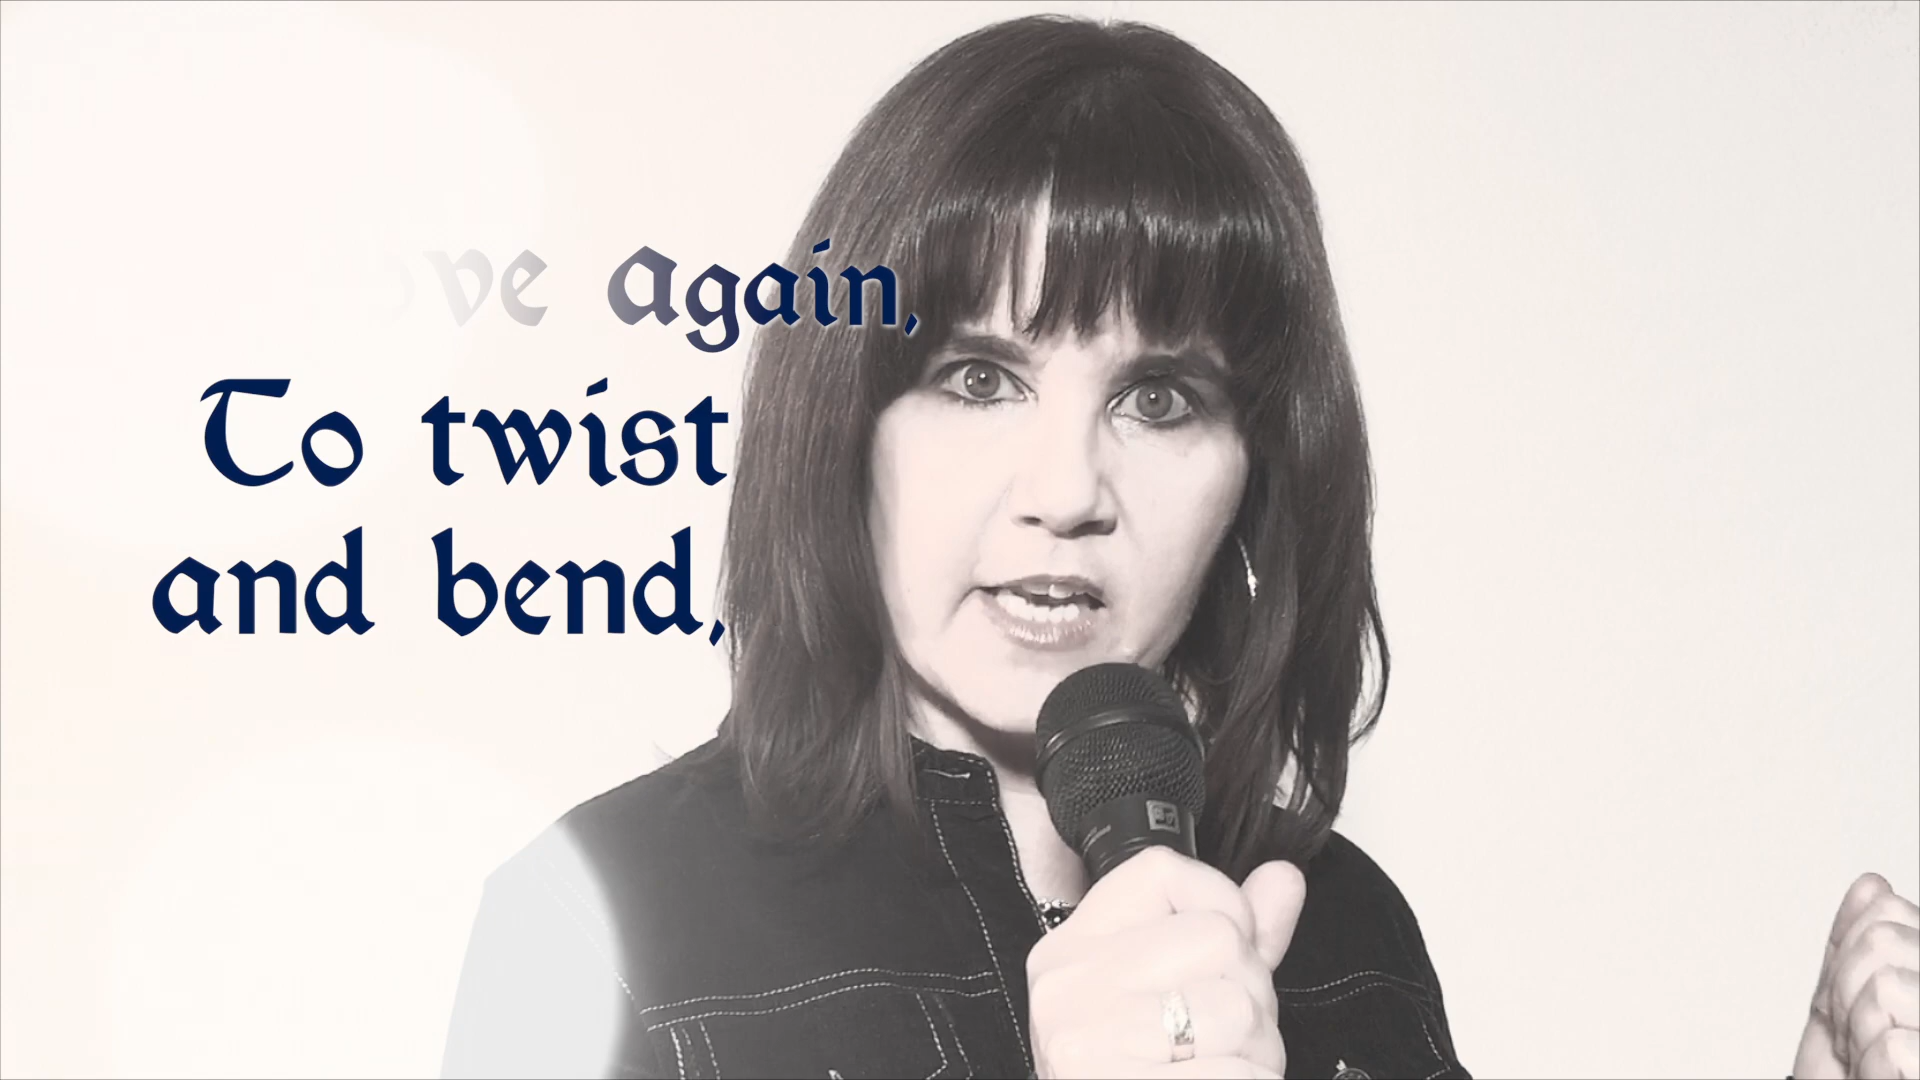 again,
To twist
and bend,